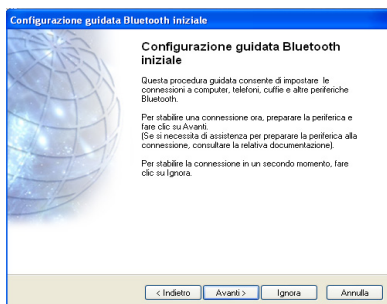 Configurazione guidata Bluetooth iniziale
Configurazione guidata Bluetooth
iniziale
Questa procedura guidata consente di impostare le
connessioni a computer, telefoni, cuffie e altre periferiche
Bluetooth.
Per stabilire una connessione ora, preparare la periferica e
fare clic su Avanti.
(Se si necessita di assistenza per preparare la periferica alla
connessione, consultare la relativa documentazione).
Per stabilire la connessione in un secondo momento, fare
clic su Ignora.
< Indietro
Avanti >
Ignora
Annulla